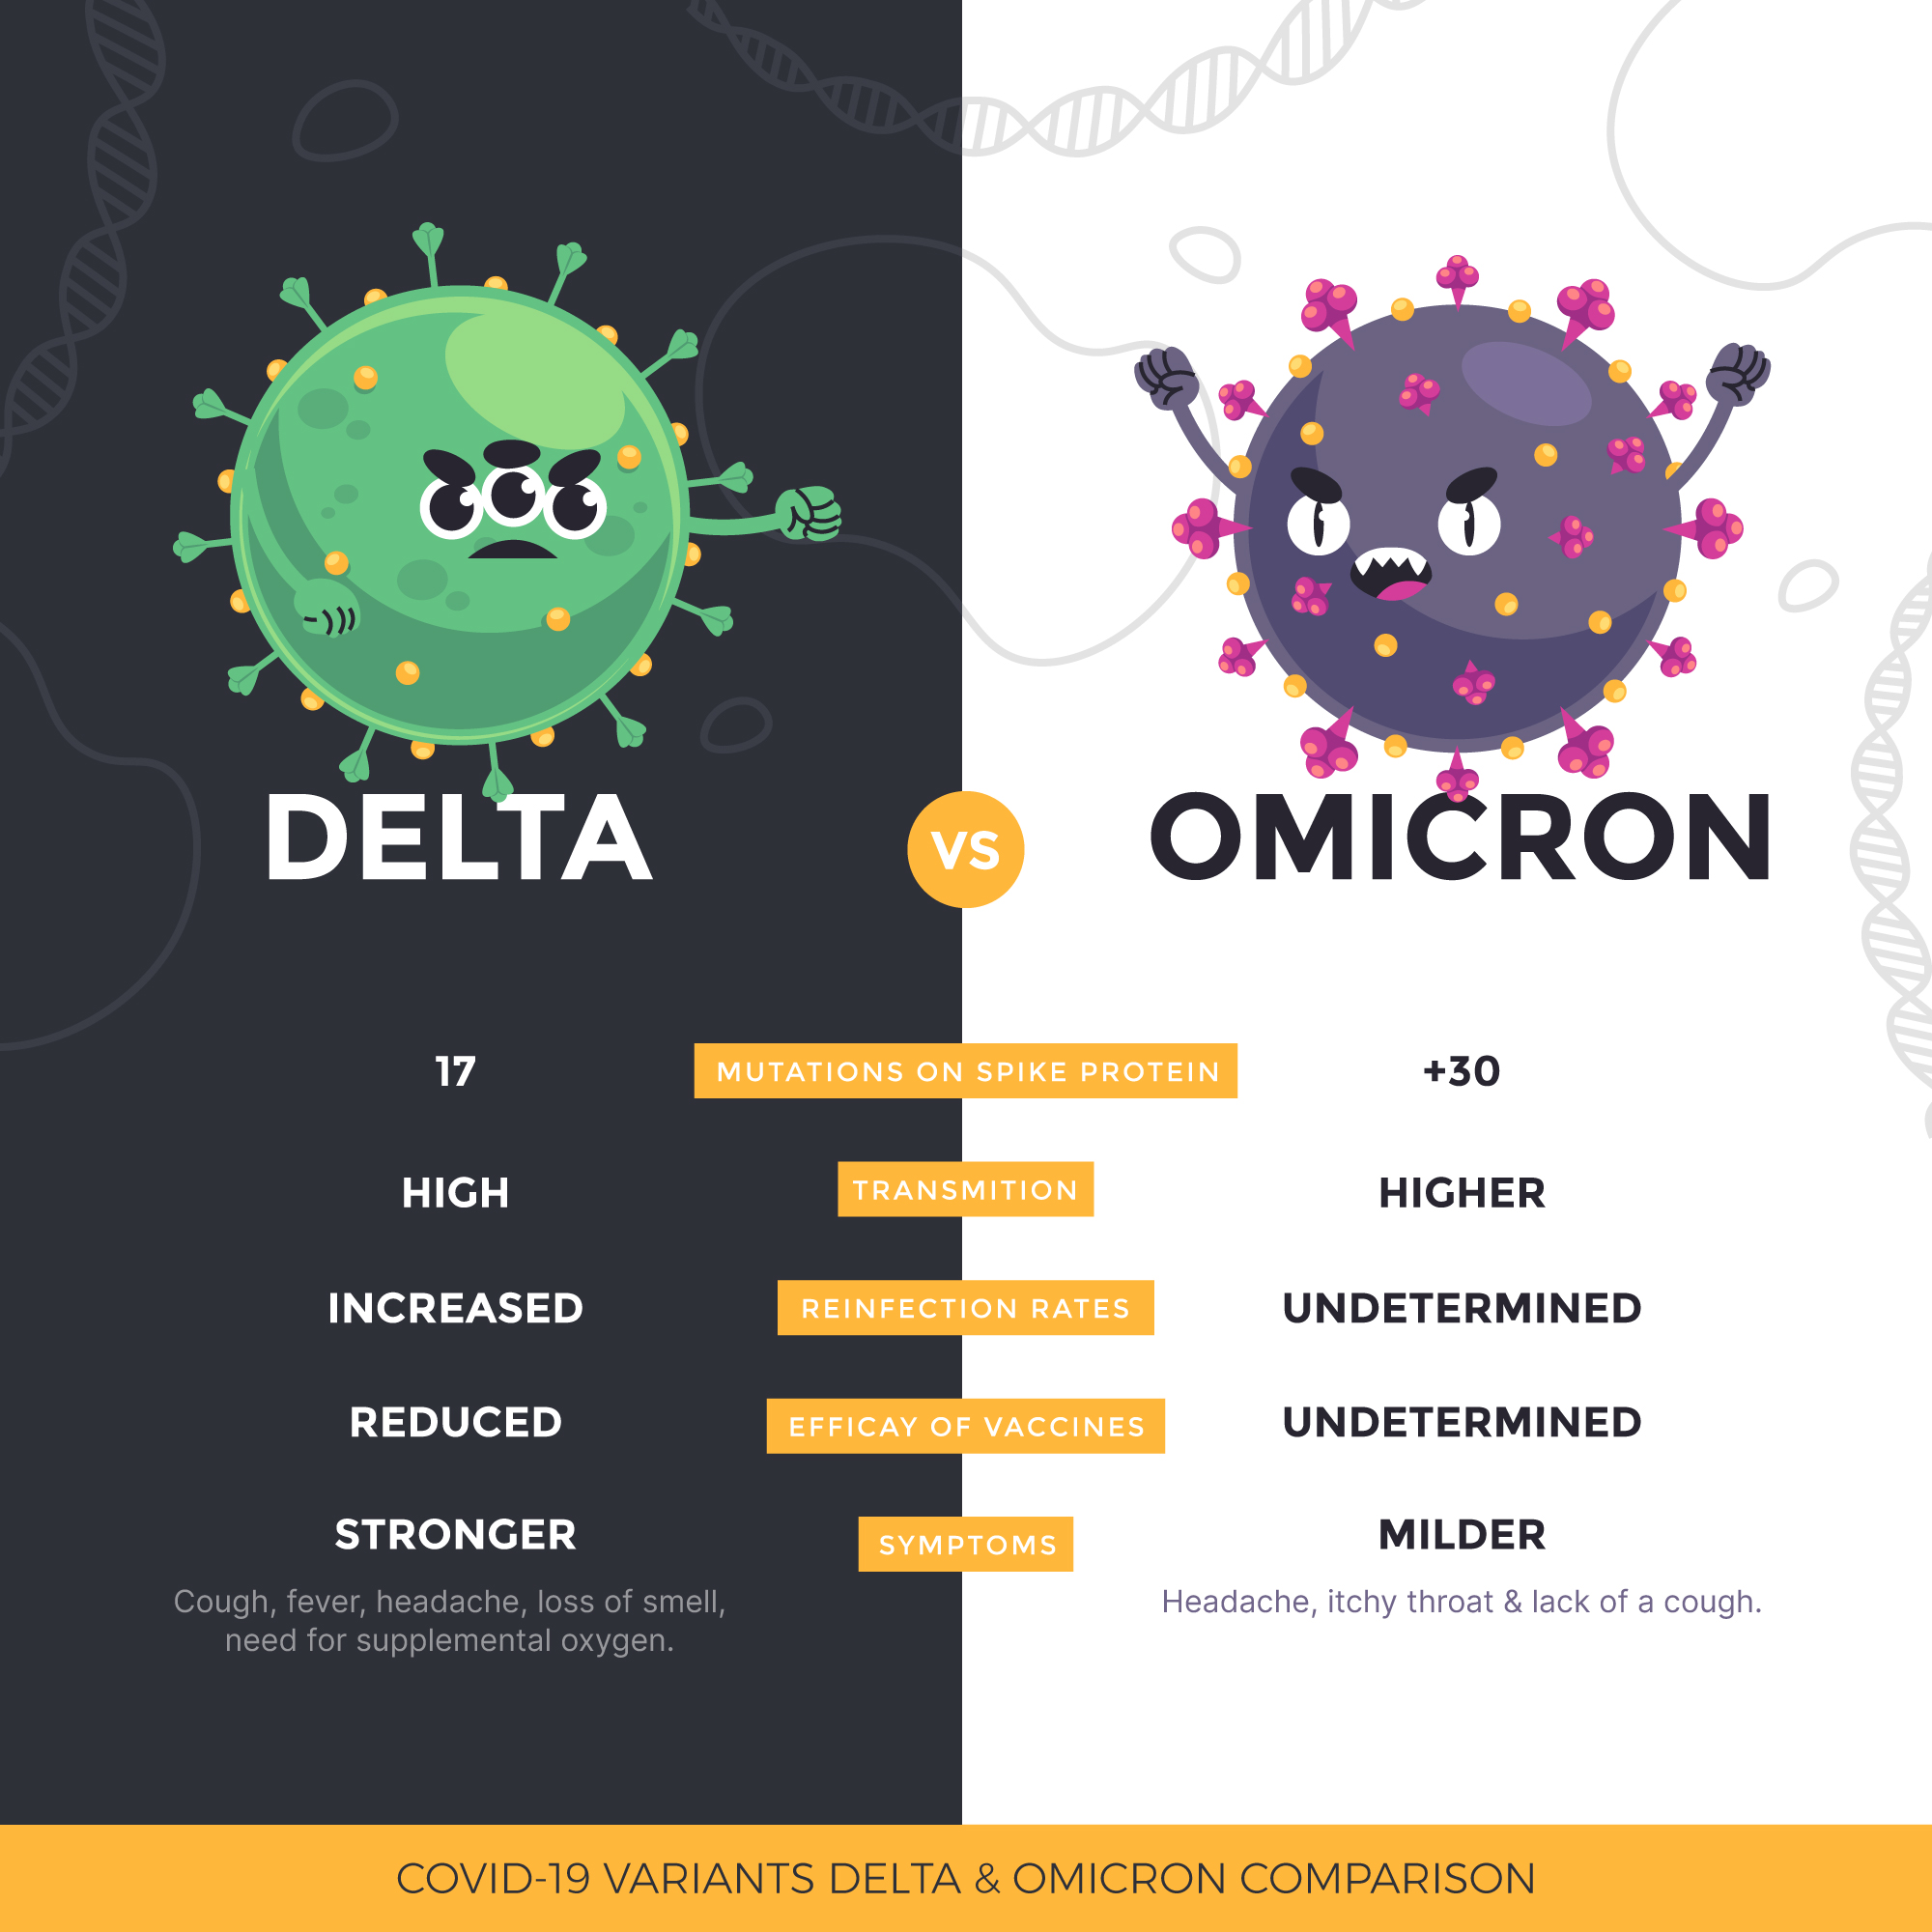 DELTA
VS
OMICRON
17
MUTATIONS ON SPIKE PROTEIN
+30
HIGH
TRANSMITION
HIGHER
INCREASED
REINFECTION RATES
UNDETERMINED
REDUCED
EFFICAY OF VACCINES
UNDETERMINED
STRONGER
SYMPTOMS
MILDER
Cough, fever, headache, loss of smell,
need for supplemental oxygen.
Headache, itchy throat & lack of a cough.
COVID-19 VARIANTS DELTA & OMICRON COMPARISON